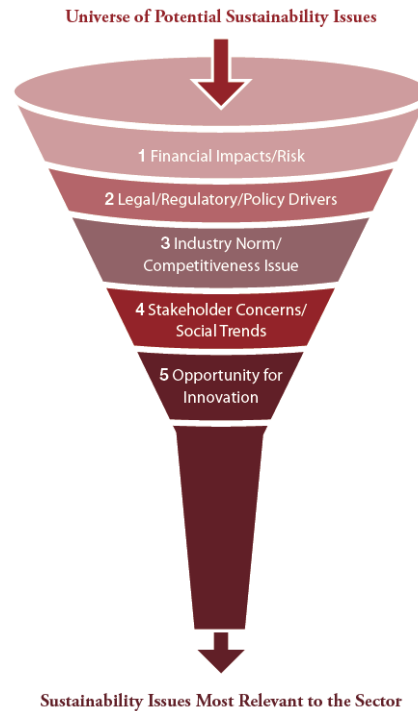 Universe of Potential Sustainability Issues
1 Financial Impacts/Risk
2 Legal/Regulatory/Policy Drivers
3 Industry Norm/
Competitiveness Issue
4 Stakeholder Concerns/
Social Trends
5 Opportunity for
Innovation
Sustainability Issues Most Relevant to the Sector